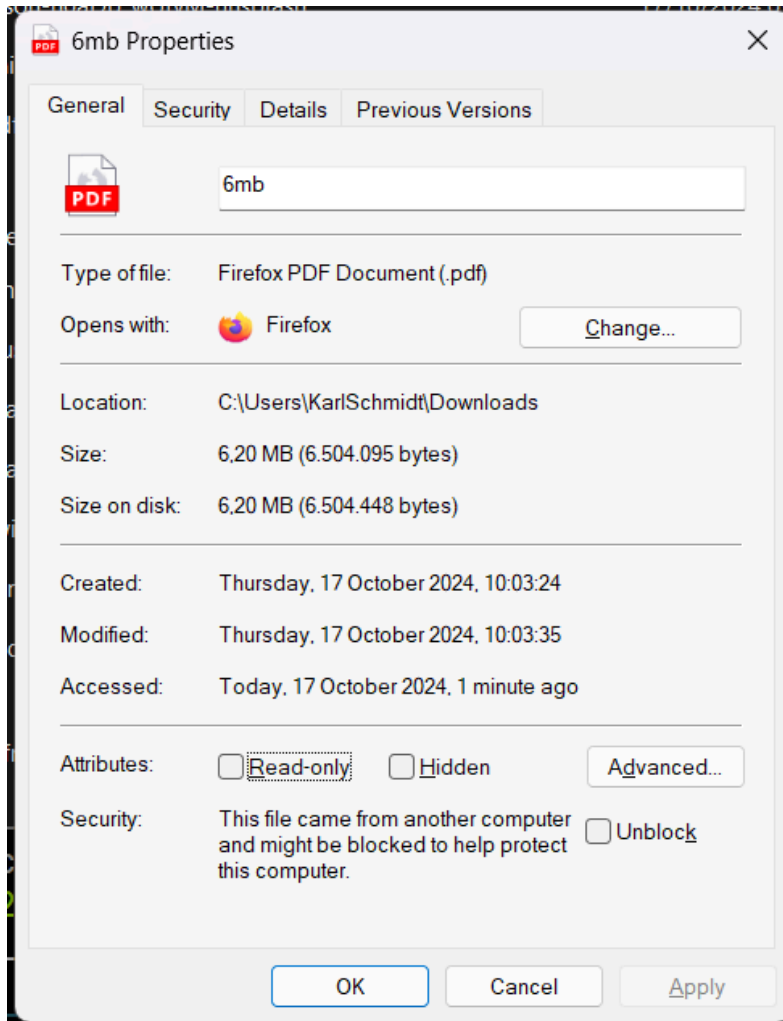 6mb Properties
General Security Details Previous Versions
PDF
6mb
Type of file: Firefox PDF Document (.pdf)
Opens with: Firefox Change...
Location: C:\Users\KarlSchmidt\Downloads
Size: 6,20 MB (6.504.095 bytes)
Size on disk: 6,20 MB (6.504.448 bytes)
Created: Thursday, 17 October 2024, 10:03:24
Modified: Thursday, 17 October 2024, 10:03:35
Accessed: Today, 17 October 2024, 1 minute ago
Attributes: Read-only Hidden Advanced...
Security: This file came from another computer
and might be blocked to help protect
this computer.
Unblock
OK Cancel Apply